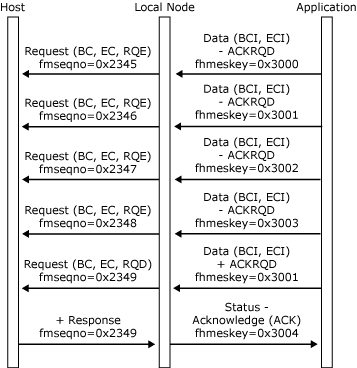 Host Local Node Application
Data (BCI, ECI)
Request (BC, EC, RQE) - ACKRQD
fmseqno=0x2345 fhmeskey=0x3000
Data (BCI, ECI)
Request (BC, EC, RQE) - ACKRQD
fmseqno=0x2346 fhmeskey=0x3001
Data (BCI, ECI)
Request (BC, EC, RQE) - ACKRQD
fmseqno=0x2347 fhmeskey=0x3002
Data (BCI, ECI)
Request (BC, EC, RQE) - ACKRQD
fmseqno=0x2348 fhmeskey=0x3003
Data (BCI, ECI)
Request (BC, EC, RQD) + ACKRQD
fmseqno=0x2349 fhmeskey=0x3001
Status -
+ Response Acknowledge (ACK)
fmseqno=0x2349 fhmeskey=0x3004